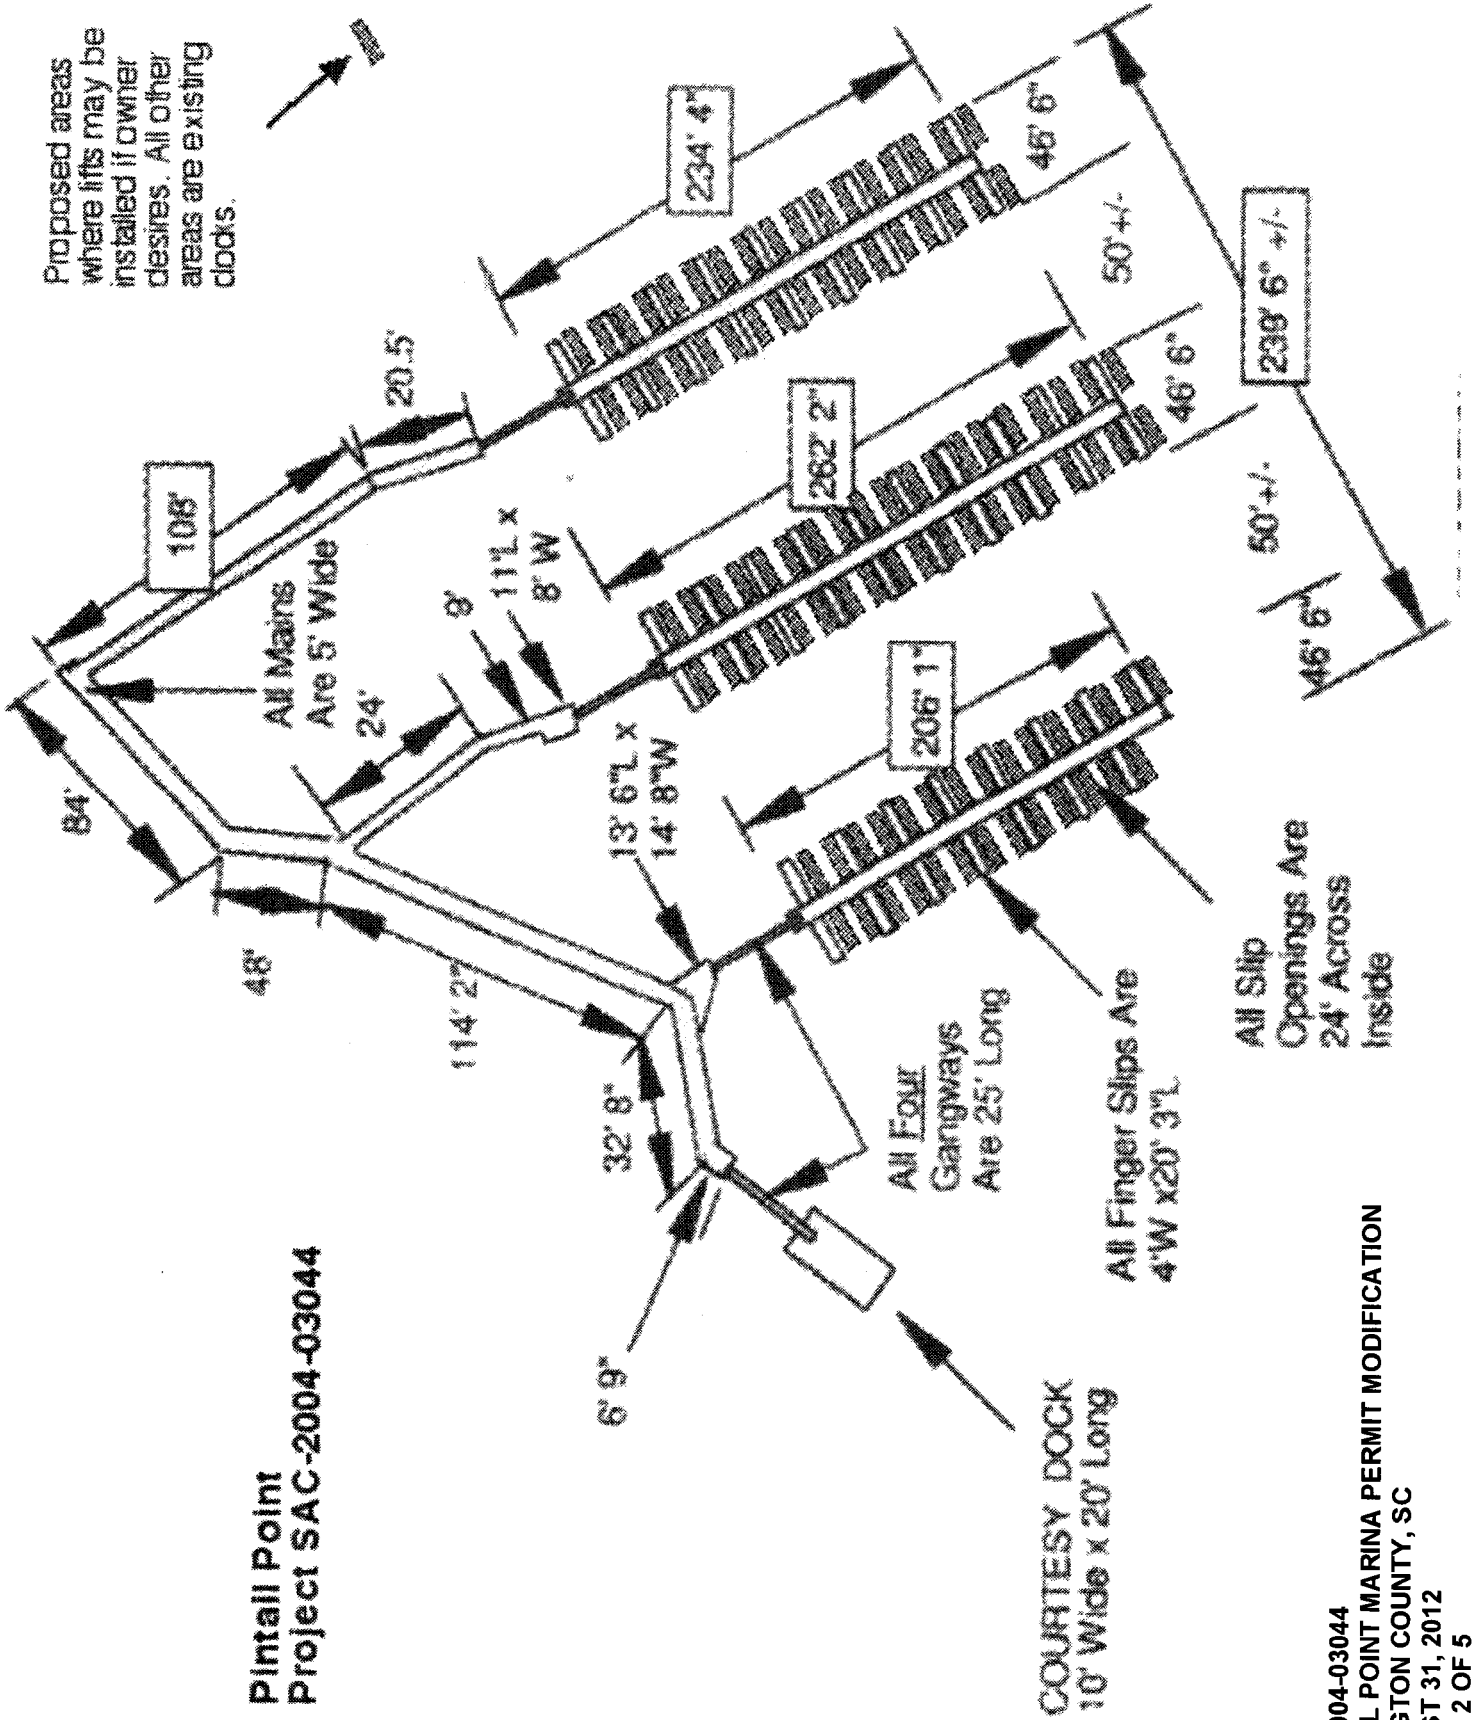 Pintail Point
Project SAC-2004-03044
Proposed areas
where lifts may be
installed if owner
desires. All other
areas are existing
docks.
84'
108'
20.5'
All Mains
Are 5' Wide
48'
24'
9'
11"L x
8' W
114' 2"
13' 6"L x
14' 8"W
32' 8"
6' 9"
234' 4"
262' 2"
206' 1"
46' 6"
50'+/-
46' 6"
50'+/-
46' 6"
239' 6" +/-
All Four
Gangways
Are 25' Long
All Finger Slips Are
4'W x20' 3"L
All Slip
Openings Are
24' Across
Inside
COURTESY DOCK
10' Wide x 20' Long
004-03044
L POINT MARINA PERMIT MODIFICATION
GTON COUNTY, SC
ST 31, 2012
2 OF 5